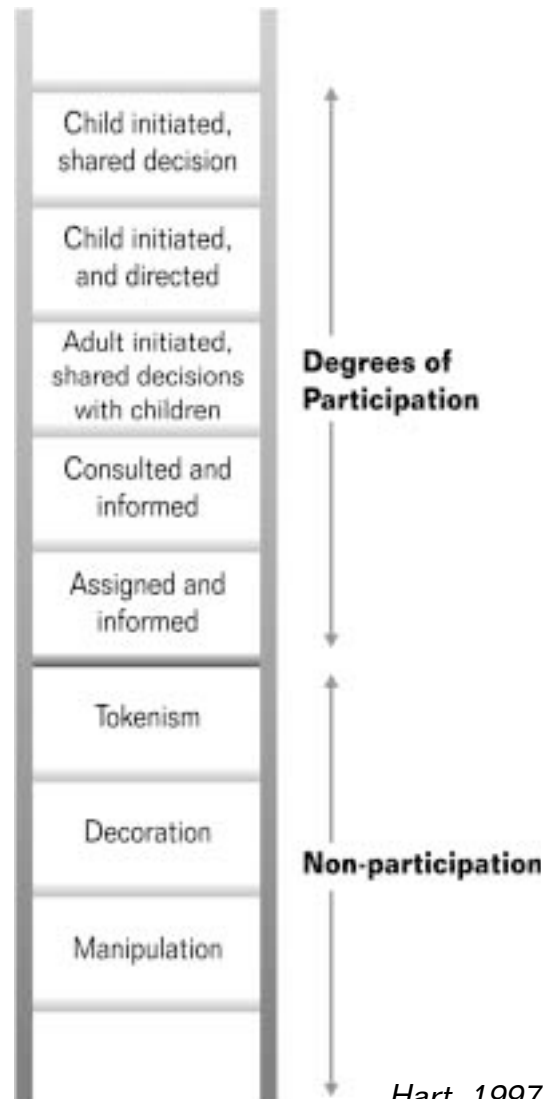 Child initiated,
shared decision
Child initiated,
and directed
Adult initiated,
shared decisions
with children
Degrees of
Participation
Consulted and
informed
Assigned and
informed
Tokenism
Decoration
Non-participation
Manipulation
Hart, 1997